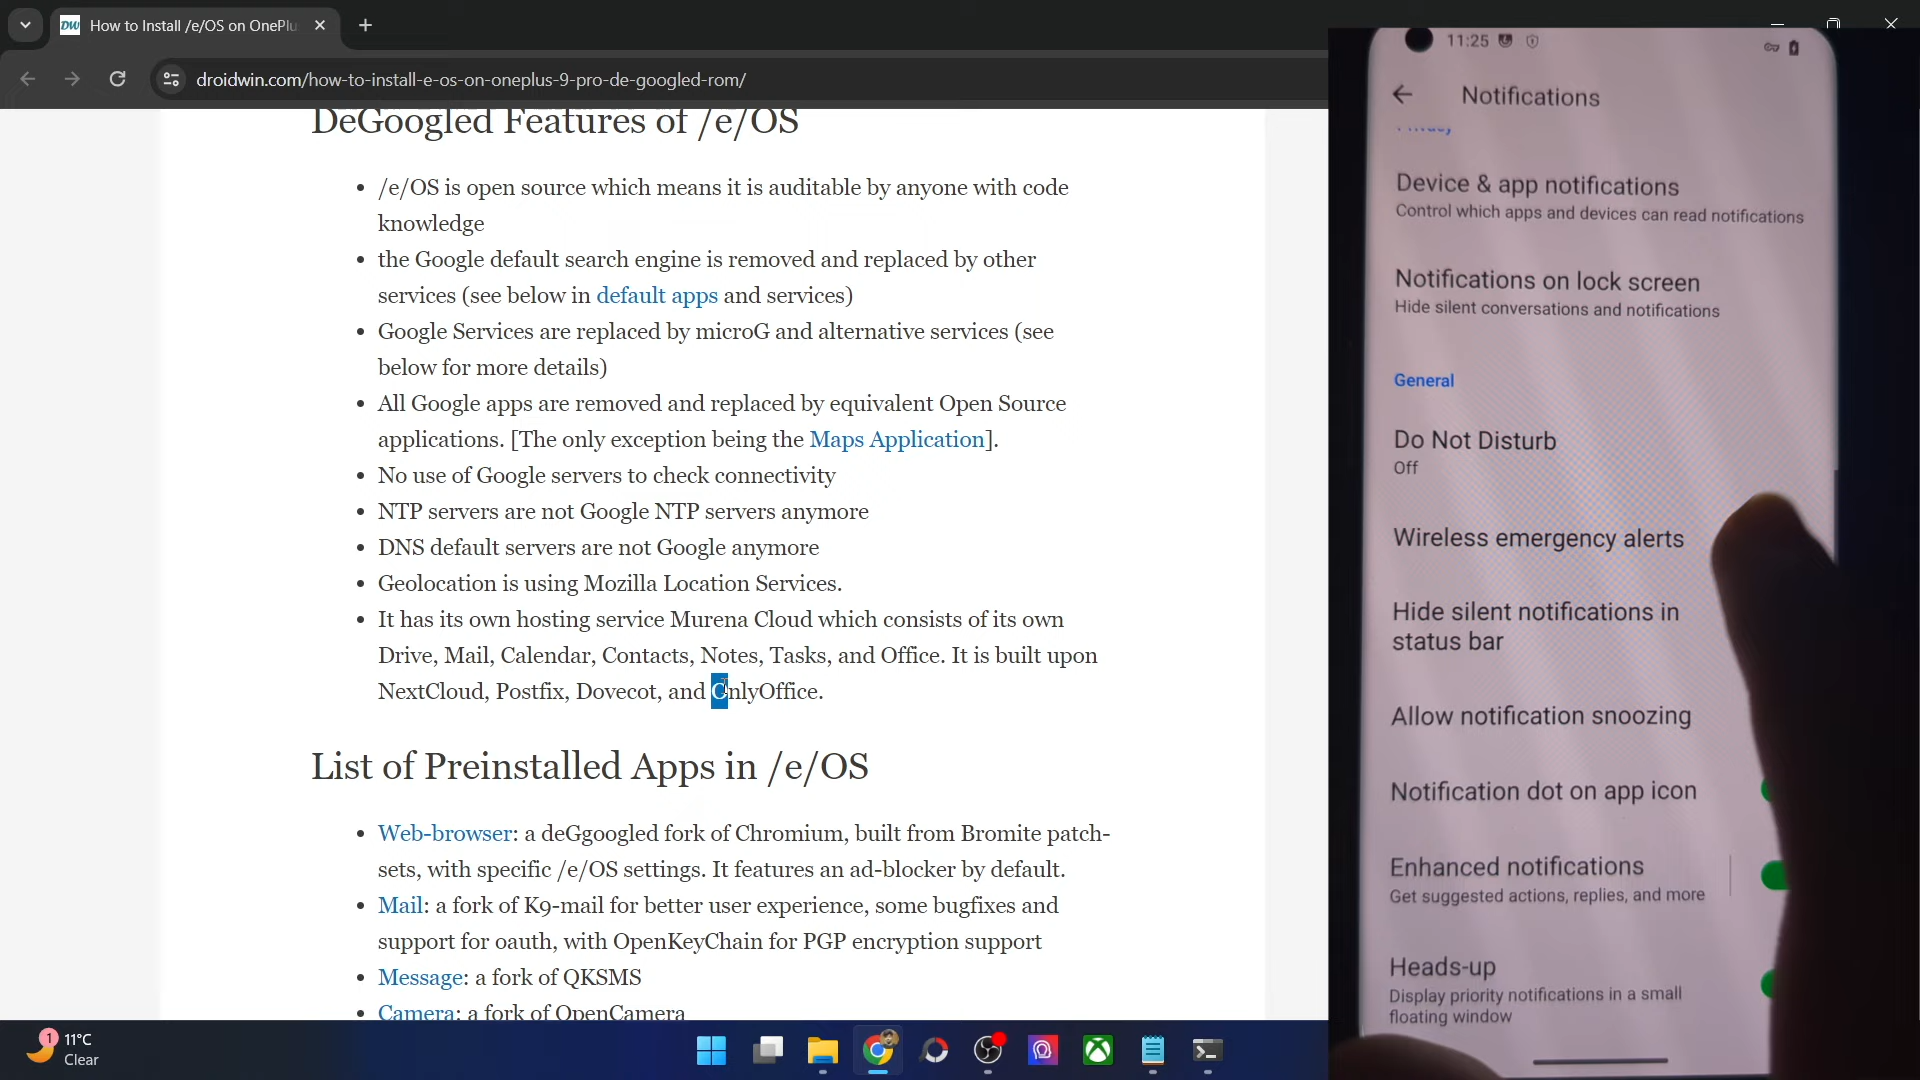 DW How to Install /e/OS on OnePlu
droidwin.com/how-to-install-e-os-on-oneplus-9-pro-de-googled-rom/
DeGoogled Features of /e/OS
• /e/OS is open source which means it is auditable by anyone with code
knowledge
• the Google default search engine is removed and replaced by other
services (see below in default apps and services)
• Google Services are replaced by microG and alternative services (see
below for more details)
• All Google apps are removed and replaced by equivalent Open Source
applications. [The only exception being the Maps Application].
• No use of Google servers to check connectivity
• NTP servers are not Google NTP servers anymore
• DNS default servers are not Google anymore
• Geolocation is using Mozilla Location Services.
• It has its own hosting service Murena Cloud which consists of its own
Drive, Mail, Calendar, Contacts, Notes, Tasks, and Office. It is built upon
NextCloud, Postfix, Dovecot, and OnlyOffice.
List of Preinstalled Apps in /e/OS
• Web-browser: a deGgoogled fork of Chromium, built from Bromite patch-
sets, with specific /e/OS settings. It features an ad-blocker by default.
• Mail: a fork of K9-mail for better user experience, some bugfixes and
support for oauth, with OpenKeyChain for PGP encryption support
• Message: a fork of QKSMS
• Camera: a fork of OpenCamera
1
11°C
Clear
11:25
Notifications
Privacy
Device & app notifications
Control which apps and devices can read notifications
Notifications on lock screen
Hide silent conversations and notifications
General
Do Not Disturb
Off
Wireless emergency alerts
Hide silent notifications in
status bar
Allow notification snoozing
Notification dot on app icon
Enhanced notifications
Get suggested actions, replies, and more
Heads-up
Display priority notifications in a small
floating window